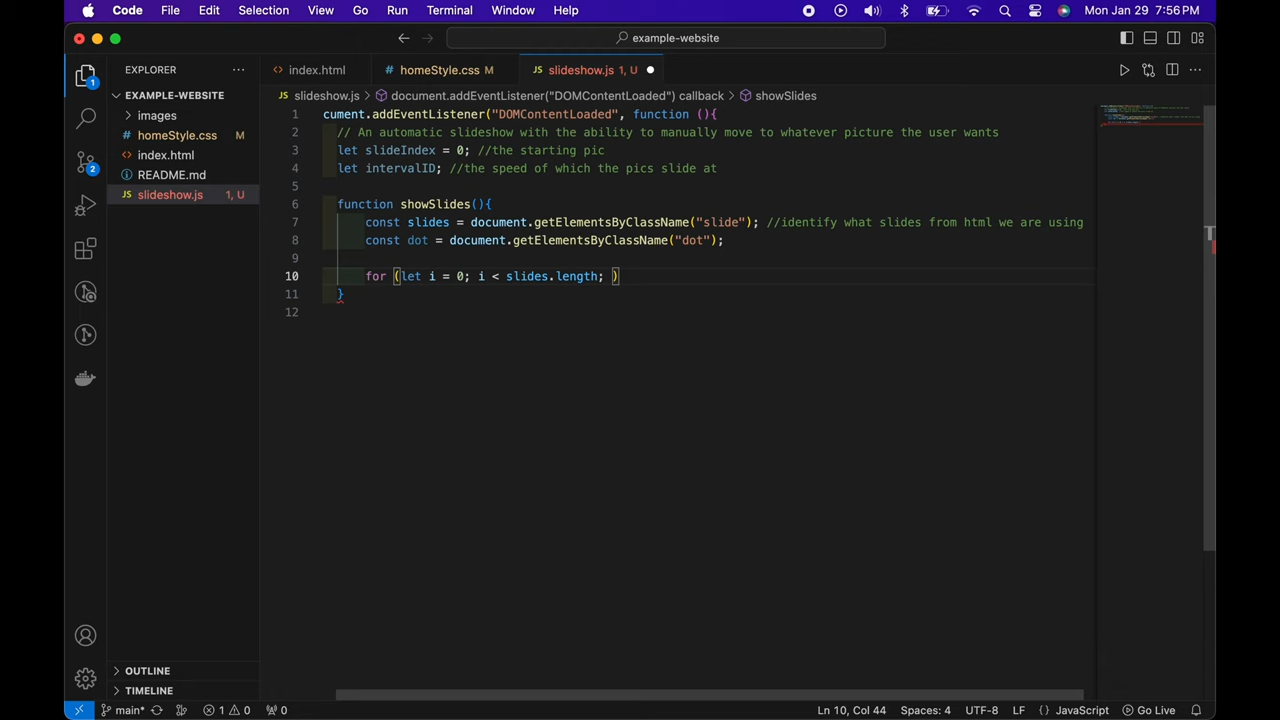 Code File Edit Selection View Go Run Terminal Window Help Mon Jan 29 7:56 PM
example-website
EXPLORER
index.html
homeStyle.css M
slideshow.js 1, U
EXAMPLE-WEBSITE
slideshow.js > document.addEventListener("DOMContentLoaded") callback > showSlides
images
homeStyle.css M
index.html
README.md
slideshow.js 1, U
1
2
1 cument.addEventListener("DOMContentLoaded", function (){
2 // An automatic slideshow with the ability to manually move to whatever picture the user wants
3 let slideIndex = 0; //the starting pic
4 let intervalID; //the speed of which the pics slide at
5
6 function showSlides(){
7 const slides = document.getElementsByClassName("slide"); //identify what slides from html we are using
8 const dot = document.getElementsByClassName("dot");
9
10 for (let i = 0; i < slides.length; )
11 }
12
OUTLINE
TIMELINE
main* 1 0 0 Ln 10, Col 44 Spaces: 4 UTF-8 LF {} JavaScript Go Live